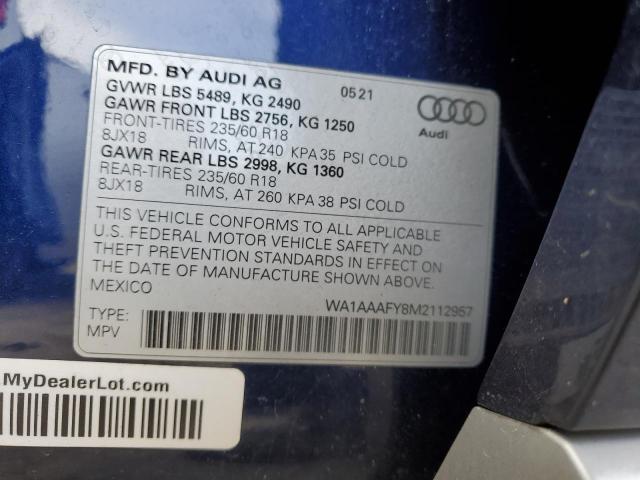 MFD. BY AUDI AG 0521
GVWR LBS 5489, KG 2490
GAWR FRONT LBS 2756, KG 1250
FRONT-TIRES 235/60 R18
8JX18 RIMS, AT 240 KPA 35 PSI COLD
GAWR REAR LBS 2998, KG 1360
REAR-TIRES 235/60 R18
8JX18 RIMS, AT 260 KPA 38 PSI COLD
Audi
THIS VEHICLE CONFORMS TO ALL APPLICABLE
U.S. FEDERAL MOTOR VEHICLE SAFETY AND
THEFT PREVENTION STANDARDS IN EFFECT ON
THE DATE OF MANUFACTURE SHOWN ABOVE.
MEXICO
WA1AAAFY8M2112957
TYPE:
MPV
MyDealerLot.com